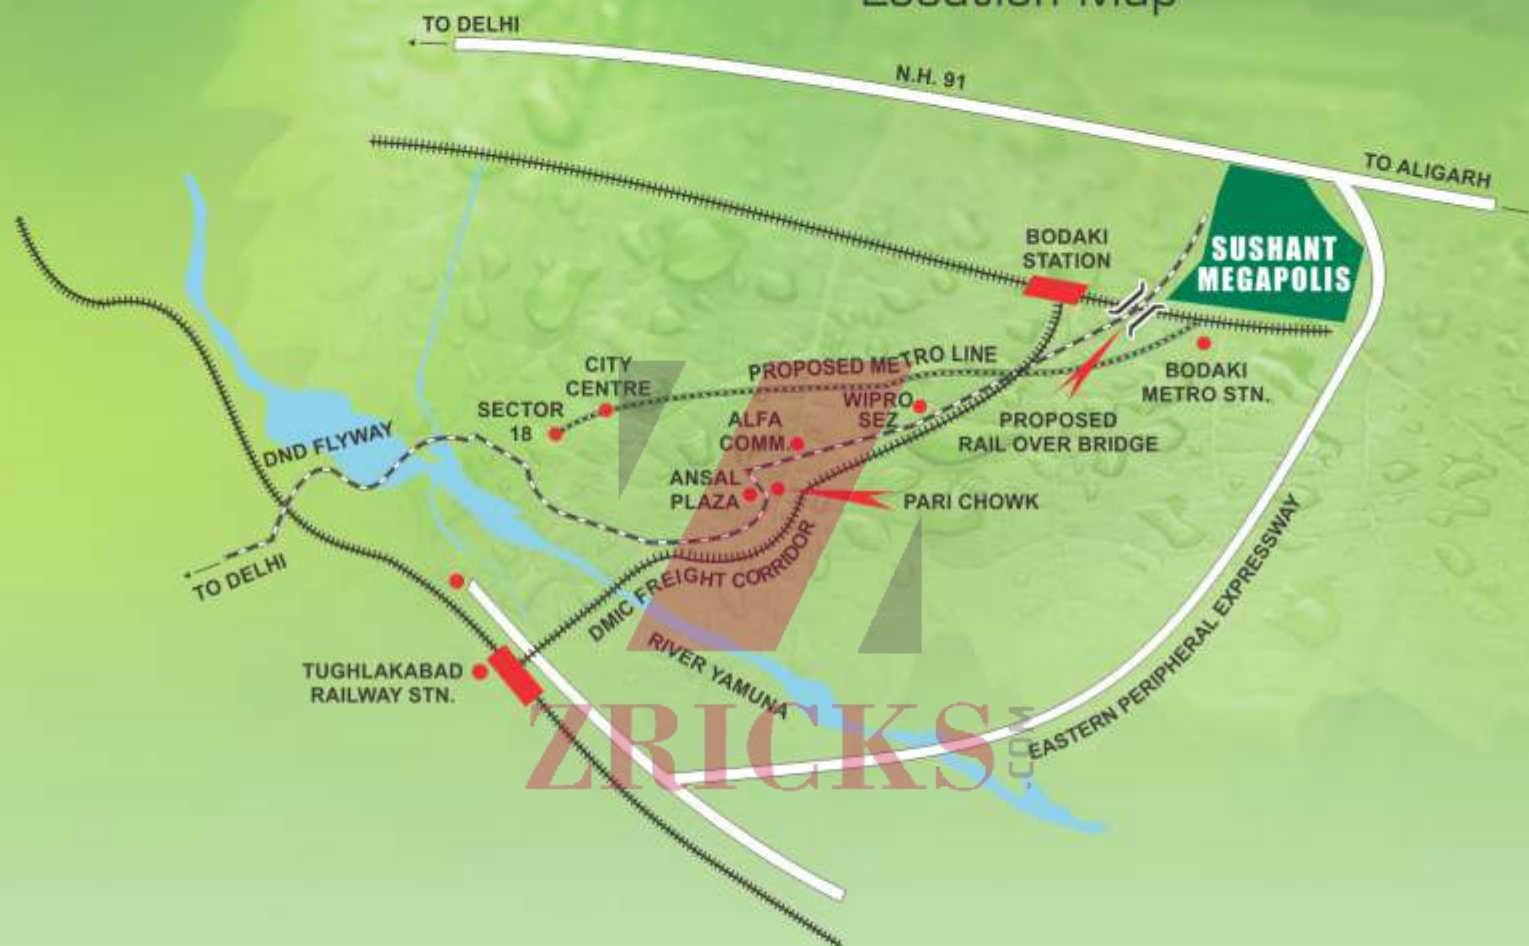 Location Map
TO DELHI
N.H. 91
TO ALIGARH
BODAKI
STATION
SUSHANT
MEGAPOLIS
CITY
CENTRE
PROPOSED METRO LINE
BODAKI
METRO STN.
SECTOR
18
ALFA
COMM.
WIPRO
SEZ
PROPOSED
RAIL OVER BRIDGE
DND FLYWAY
ANSAL
PLAZA
PARI CHOWK
TO DELHI
DMIC FREIGHT CORRIDOR
EASTERN PERIPHERAL EXPRESSWAY
TUGHLAKABAD
RAILWAY STN.
RIVER YAMUNA
ZRICKS
.COM